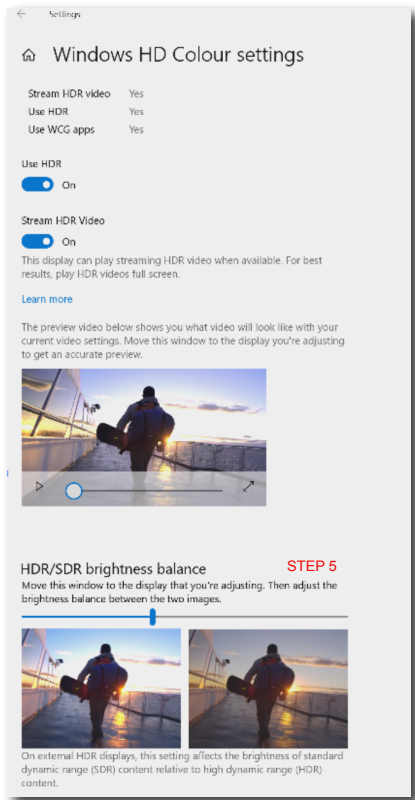 Settings
Windows HD Colour settings
Stream HDR video Yes
Use HDR Yes
Use WCG apps Yes
Use HDR
On
Stream HDR Video
On
This display can play streaming HDR video when available. For best
results, play HDR videos full screen.
Learn more
The preview video below shows you what video will look like with your
current video settings. Move this window to the display you're adjusting
to get an accurate preview.
HDR/SDR brightness balance STEP 5
Move this window to the display that you're adjusting. Then adjust the
brightness balance between the two images.
On external HDR displays, this setting affects the brightness of standard
dynamic range (SDR) content relative to high dynamic range (HDR)
content.